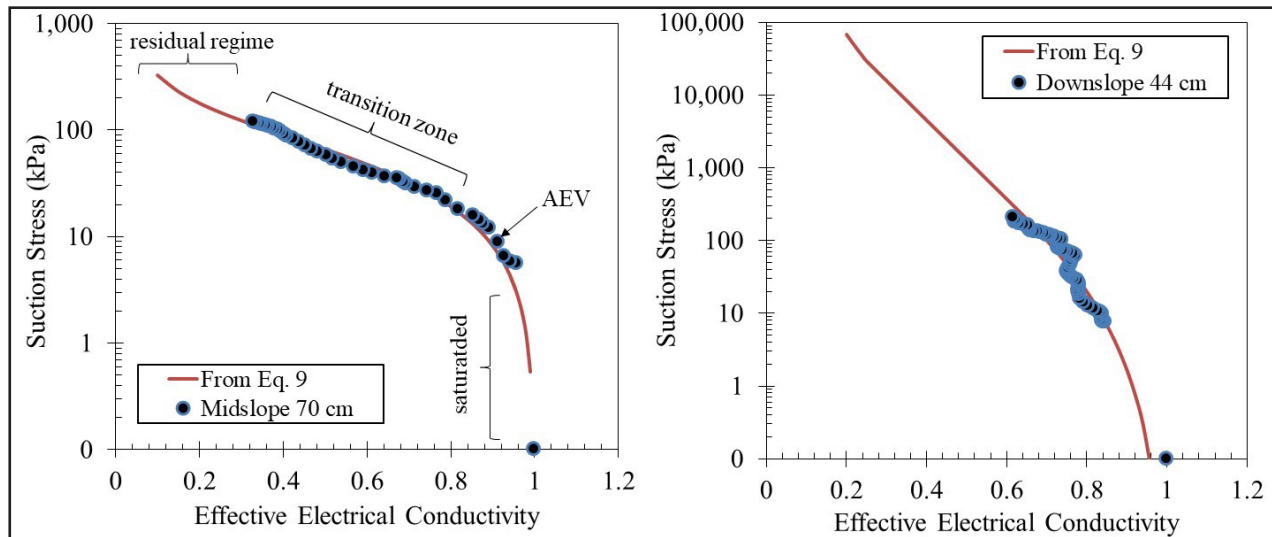 1,000
100
10
1
0
Suction Stress (kPa)
residual regime
transition zone
AEV
saturatded
From Eq. 9
Midslope 70 cm
0 0.2 0.4 0.6 0.8 1 1.2
Effective Electrical Conductivity
100,000
10,000
1,000
100
10
1
0
Suction Stress (kPa)
From Eq. 9
Downslope 44 cm
0 0.2 0.4 0.6 0.8 1 1.2
Effective Electrical Conductivity